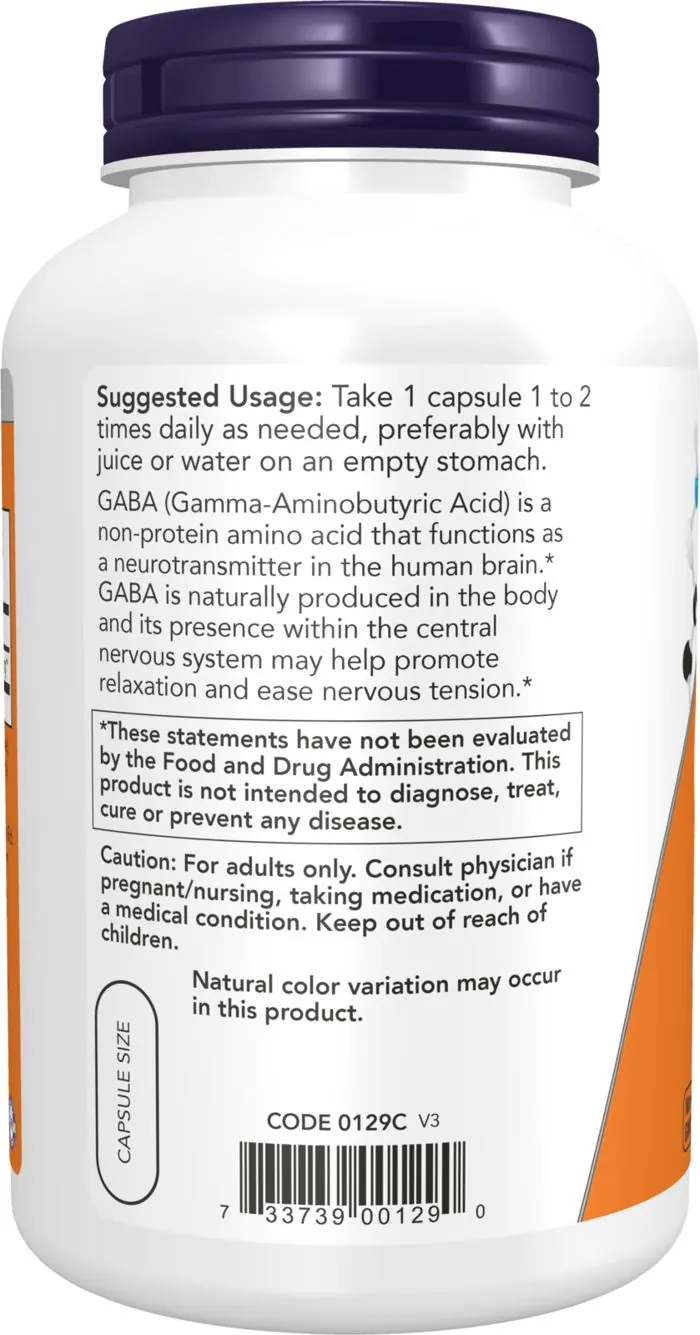 Suggested Usage: Take 1 capsule 1 to 2
times daily as needed, preferably with
juice or water on an empty stomach.
GABA (Gamma-Aminobutyric Acid) is a
non-protein amino acid that functions as
a neurotransmitter in the human brain.*
GABA is naturally produced in the body
and its presence within the central
nervous system may help promote
relaxation and ease nervous tension.*
*These statements have not been evaluated
by the Food and Drug Administration. This
product is not intended to diagnose, treat,
cure or prevent any disease.
Caution: For adults only. Consult physician if
pregnant/nursing, taking medication, or have
a medical condition. Keep out of reach of
children.
Natural color variation may occur
in this product.
CAPSULE SIZE
CODE 0129C V3
7 33739 00129 0